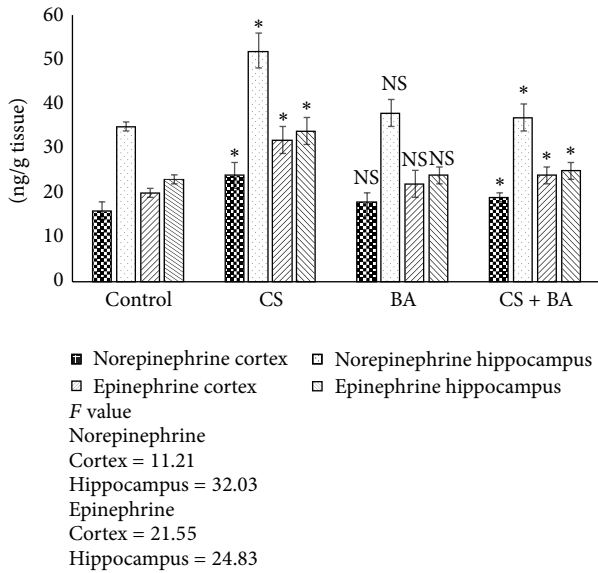 60
50
40
30
20
10
0
(ng/g tissue)
* * * *
NS NS NS NS
* * * *
Control CS BA CS + BA
Norepinephrine cortex Norepinephrine hippocampus
Epinephrine cortex Epinephrine hippocampus
F value
Norepinephrine
Cortex = 11.21
Hippocampus = 32.03
Epinephrine
Cortex = 21.55
Hippocampus = 24.83